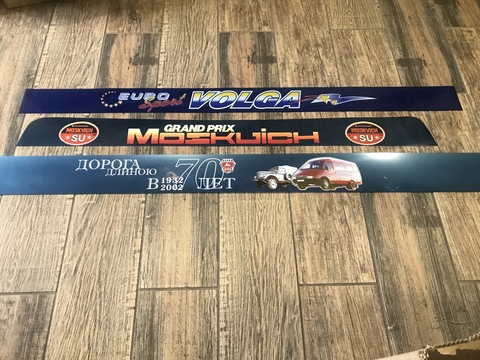 EURO Sport VOLGA
GRAND PRIX
MOSKVICH SU MOSKVICH MOSKVICH SU
ДОРОГА
ДЛИНОЮ
В 1932 2002 70 ЛЕТ